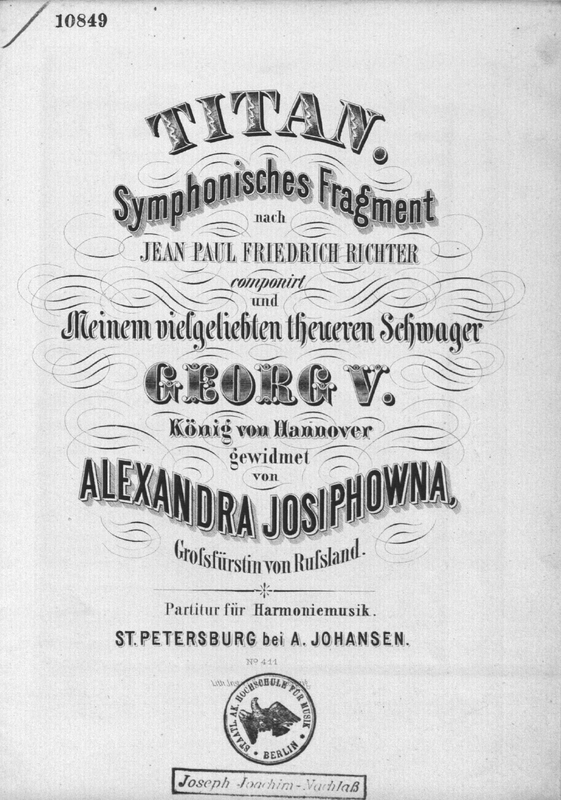 10849
TITAN.
Symphonisches Fragment
nach
JEAN PAUL FRIEDRICH RICHTER
componirt
und
Meinem vielgeliebten theueren Schwager
GEORG V.
König von Hannover
gewidmet
von
ALEXANDRA JOSIPHOWNA,
Grofsfürstin von Rufsland.
Partitur für Harmoniemusik.
ST. PETERSBURG bei A. JOHANSEN.
No 411
Lith.
STAATL. AK. HOCHSCHULE FÜR MUSIK
* BERLIN *
Joseph Joachim-Nachlaß